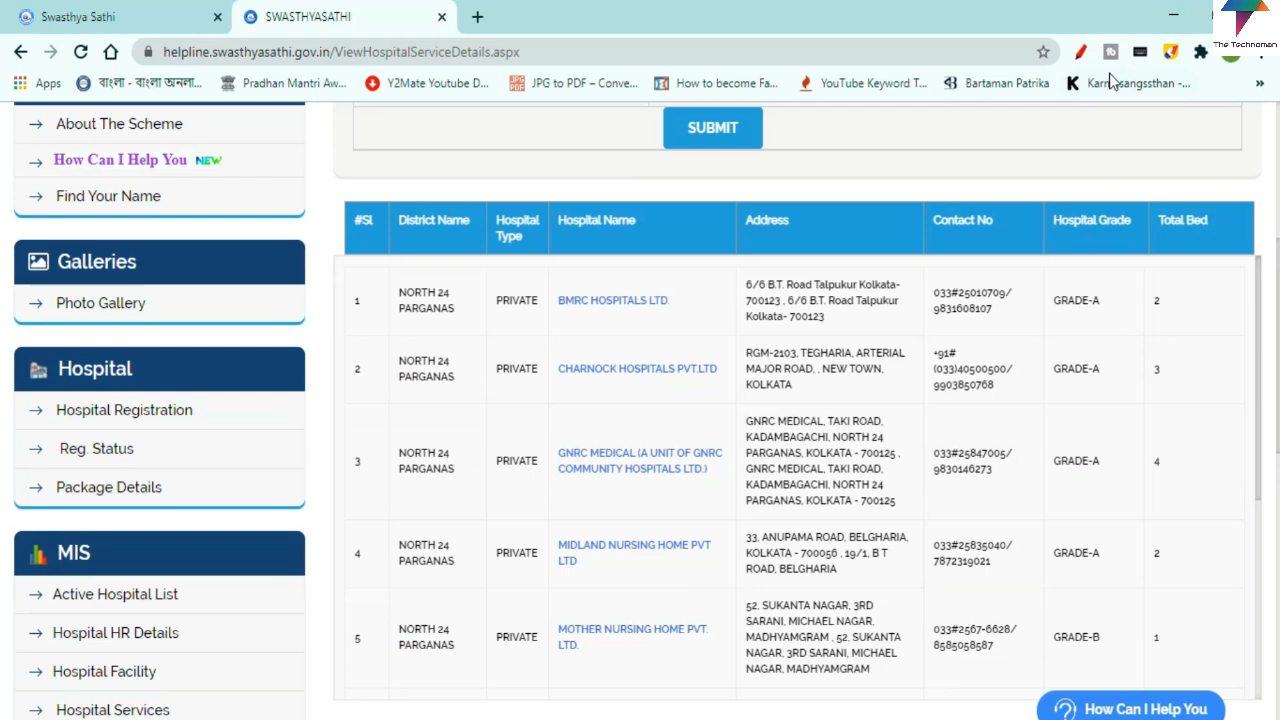 Swasthya Sathi
SWASTHYASATHI
The Technoman
helpline.swasthyasathi.gov.in/ViewHospitalServiceDetails.aspx
Apps
বাংলা - বাংলা অনলা...
Pradhan Mantri Aw...
Y2Mate Youtube D...
JPG to PDF – Conve...
How to become Fa...
YouTube Keyword T...
Bartaman Patrika
»
About The Scheme
How Can I Help You NEW
Find Your Name
Galleries
Photo Gallery
Hospital
Hospital Registration
Reg. Status
Package Details
MIS
Active Hospital List
Hospital HR Details
Hospital Facility
Hospital Services
SUBMIT
#Sl District Name Hospital Hospital Name Address Contact No Hospital Grade Total Bed
Type
1 NORTH 24 PRIVATE BMRC HOSPITALS LTD. 6/6 B.T. Road Talpukur Kolkata- 033#25010709/ GRADE-A 2
PARGANAS 700123 , 6/6 B.T. Road Talpukur 9831608107
Kolkata- 700123
2 NORTH 24 PRIVATE CHARNOCK HOSPITALS PVT.LTD RGM-2103, TEGHARIA, ARTERIAL +91# GRADE-A 3
PARGANAS MAJOR ROAD, , NEW TOWN, (033)40500500/
KOLKATA 9903850768
3 NORTH 24 PRIVATE GNRC MEDICAL (A UNIT OF GNRC GNRC MEDICAL, TAKI ROAD, 033#25847005/ GRADE-A 4
PARGANAS COMMUNITY HOSPITALS LTD.) KADAMBAGACHI, NORTH 24 9830146273
PARGANAS, KOLKATA - 700125 ,
GNRC MEDICAL, TAKI ROAD,
KADAMBAGACHI, NORTH 24
PARGANAS, KOLKATA - 700125
4 NORTH 24 PRIVATE MIDLAND NURSING HOME PVT 33, ANUPAMA ROAD, BELGHARIA, 033#25835040/ GRADE-A 2
PARGANAS LTD KOLKATA - 700056 , 19/1, B T 7872319021
ROAD, BELGHARIA
5 NORTH 24 PRIVATE MOTHER NURSING HOME PVT. 52, SUKANTA NAGAR, 3RD 033#2567-6628/ GRADE-B 1
PARGANAS LTD. SARANI, MICHAEL NAGAR, 8585058587
MADHYAMGRAM , 52, SUKANTA
NAGAR, 3RD SARANI, MICHAEL
NAGAR, MADHYAMGRAM
How Can I Help You